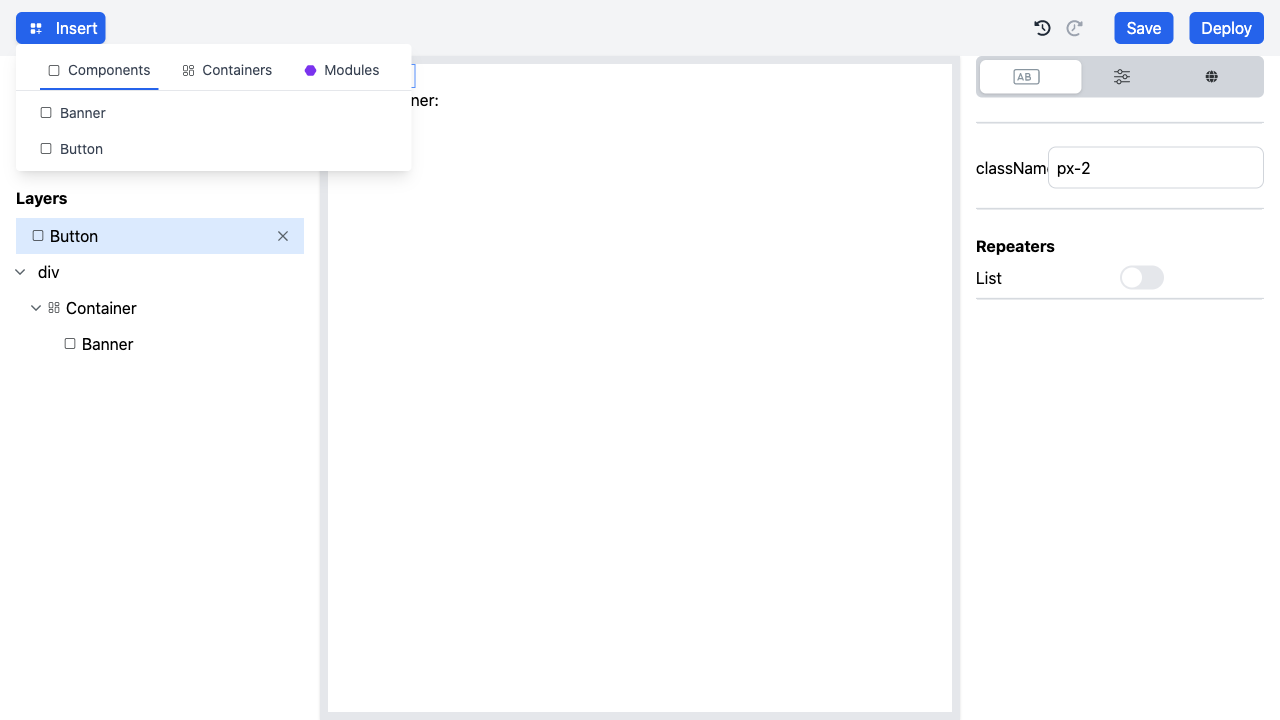 Insert
Save
Deploy
Components
Containers
Modules
Banner
Button
ner:
Layers
Button
div
Container
Banner
AB
className
px-2
Repeaters
List